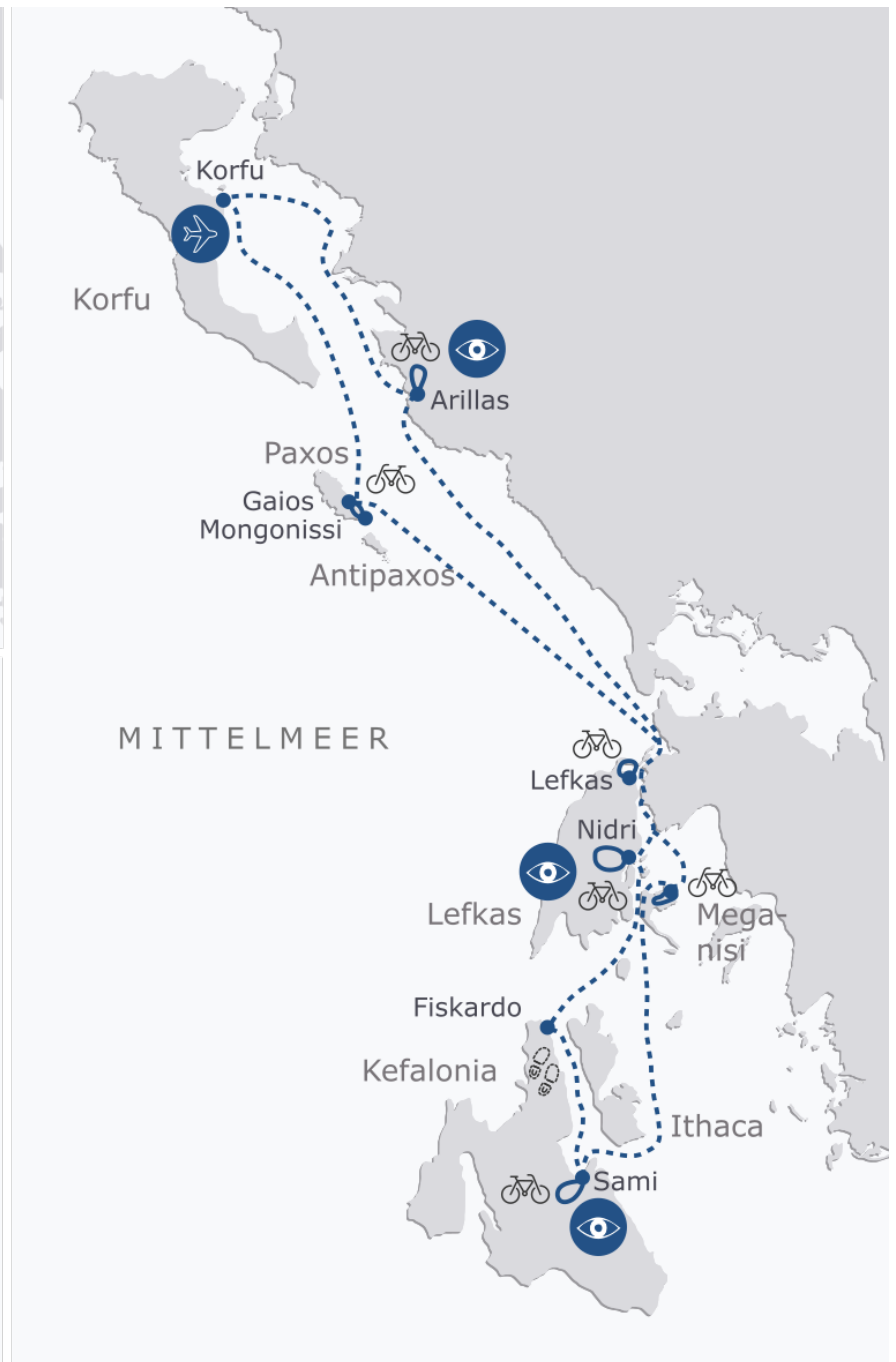 Korfu
Korfu
Arillas
Paxos
Gaios
Mongonissi
Antipaxos
MITTELMEER
Lefkas
Nidri
Lefkas
Mega-
nisi
Fiskardo
Kefalonia
Ithaca
Sami